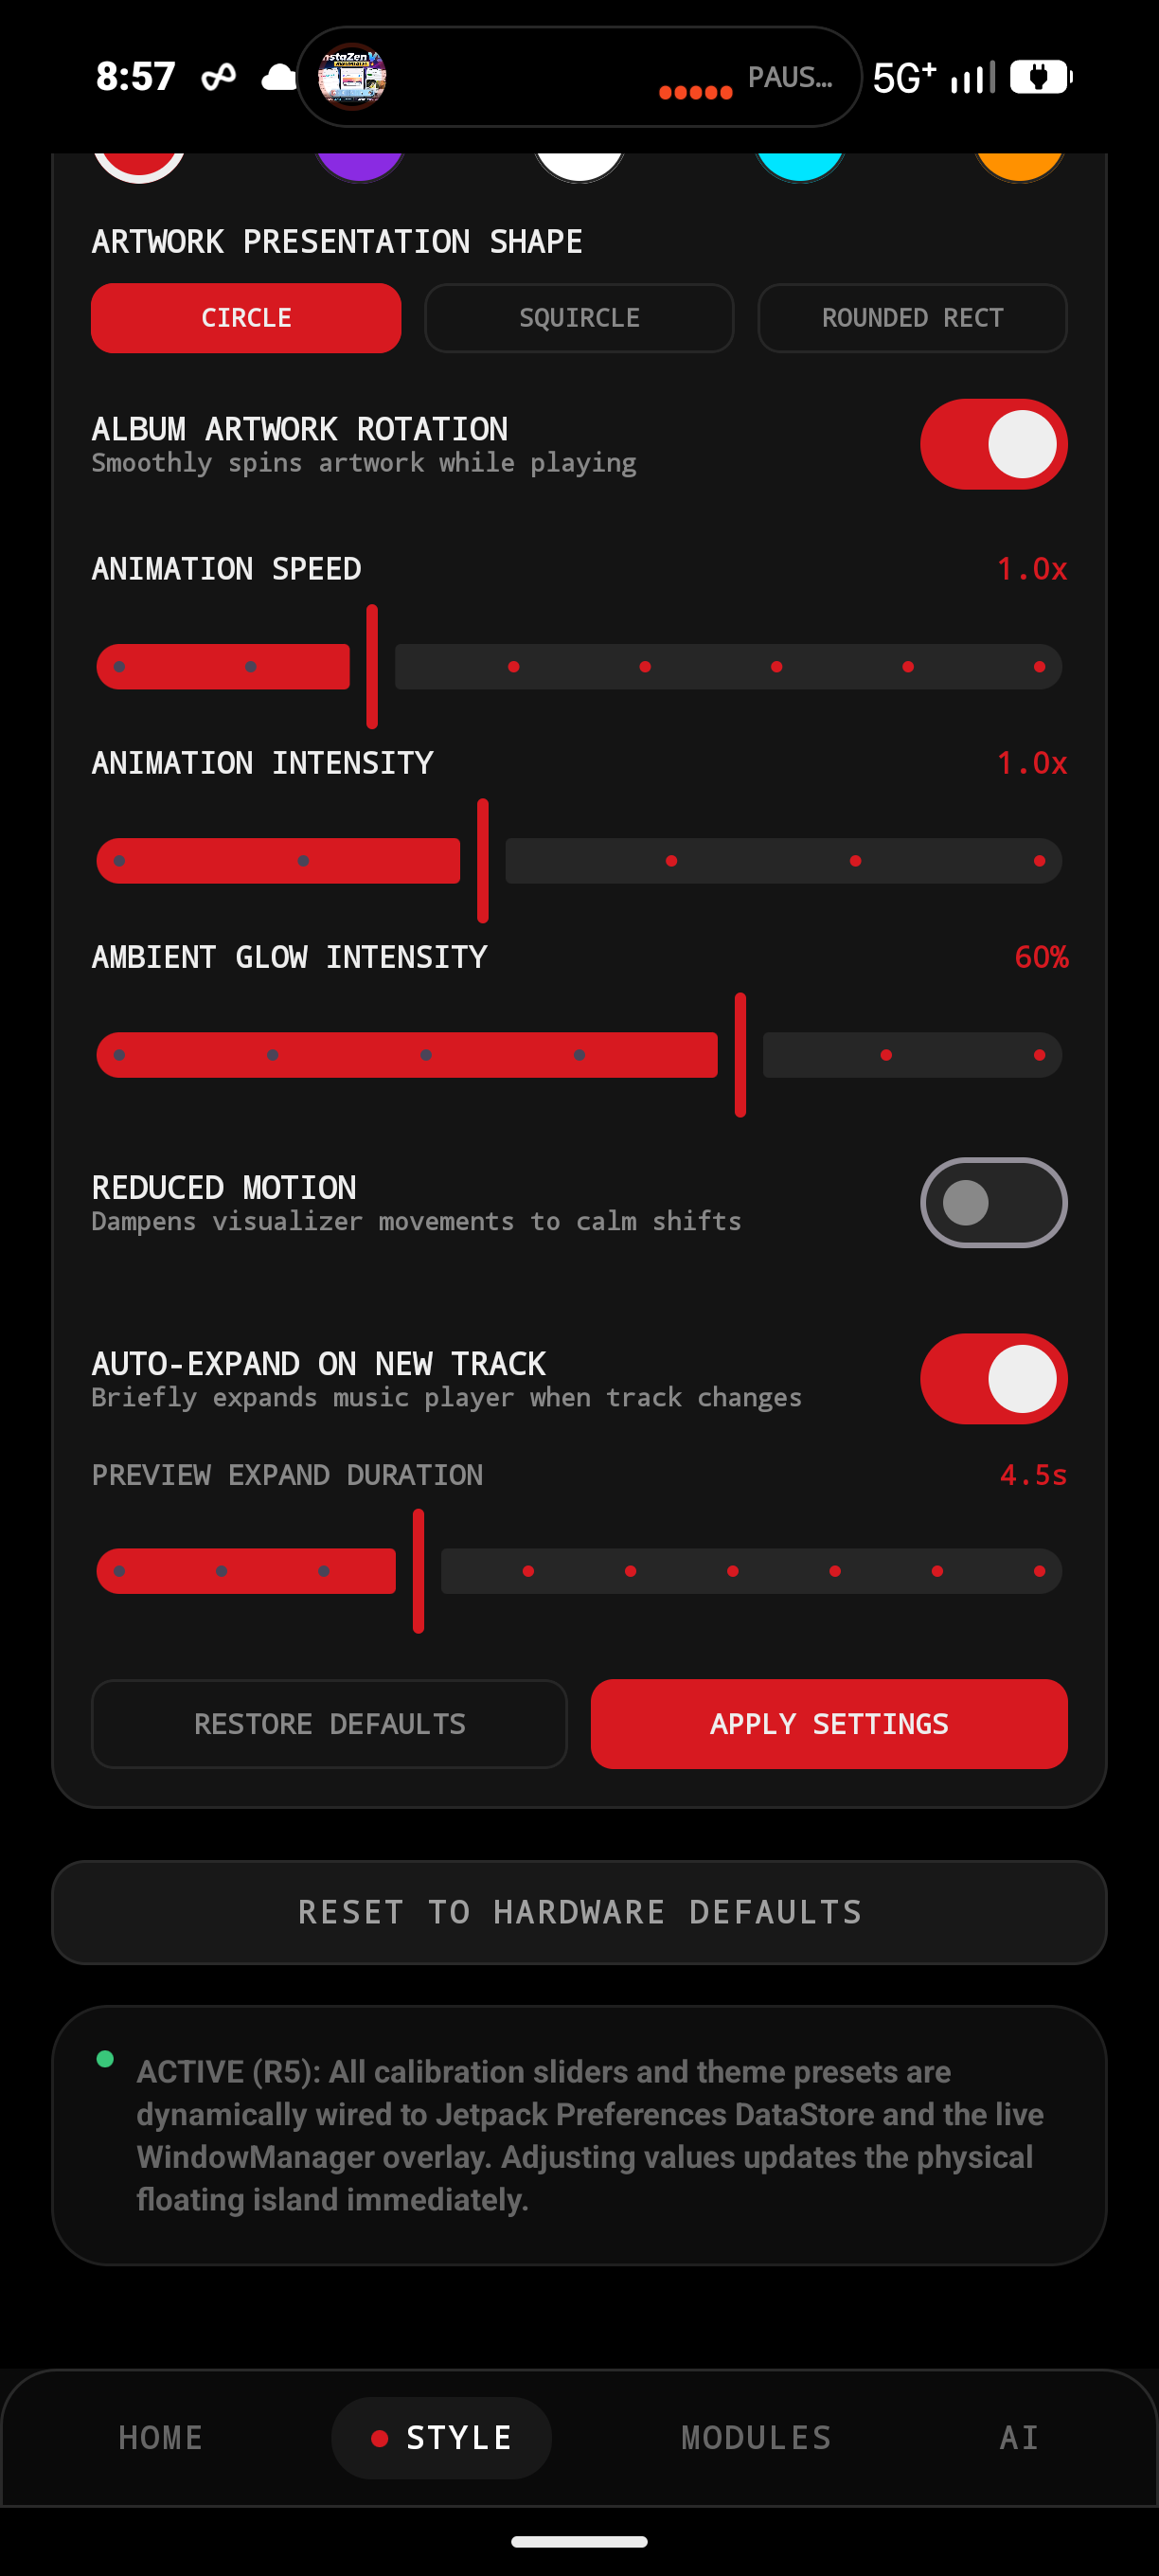 8:57
PAUS…
5G+
ARTWORK PRESENTATION SHAPE
CIRCLE
SQUIRCLE
ROUNDED RECT
ALBUM ARTWORK ROTATION
Smoothly spins artwork while playing
ANIMATION SPEED
1.0x
ANIMATION INTENSITY
1.0x
AMBIENT GLOW INTENSITY
60%
REDUCED MOTION
Dampens visualizer movements to calm shifts
AUTO-EXPAND ON NEW TRACK
Briefly expands music player when track changes
PREVIEW EXPAND DURATION
4.5s
RESTORE DEFAULTS
APPLY SETTINGS
RESET TO HARDWARE DEFAULTS
ACTIVE (R5): All calibration sliders and theme presets are
dynamically wired to Jetpack Preferences DataStore and the live
WindowManager overlay. Adjusting values updates the physical
floating island immediately.
HOME
STYLE
MODULES
AI